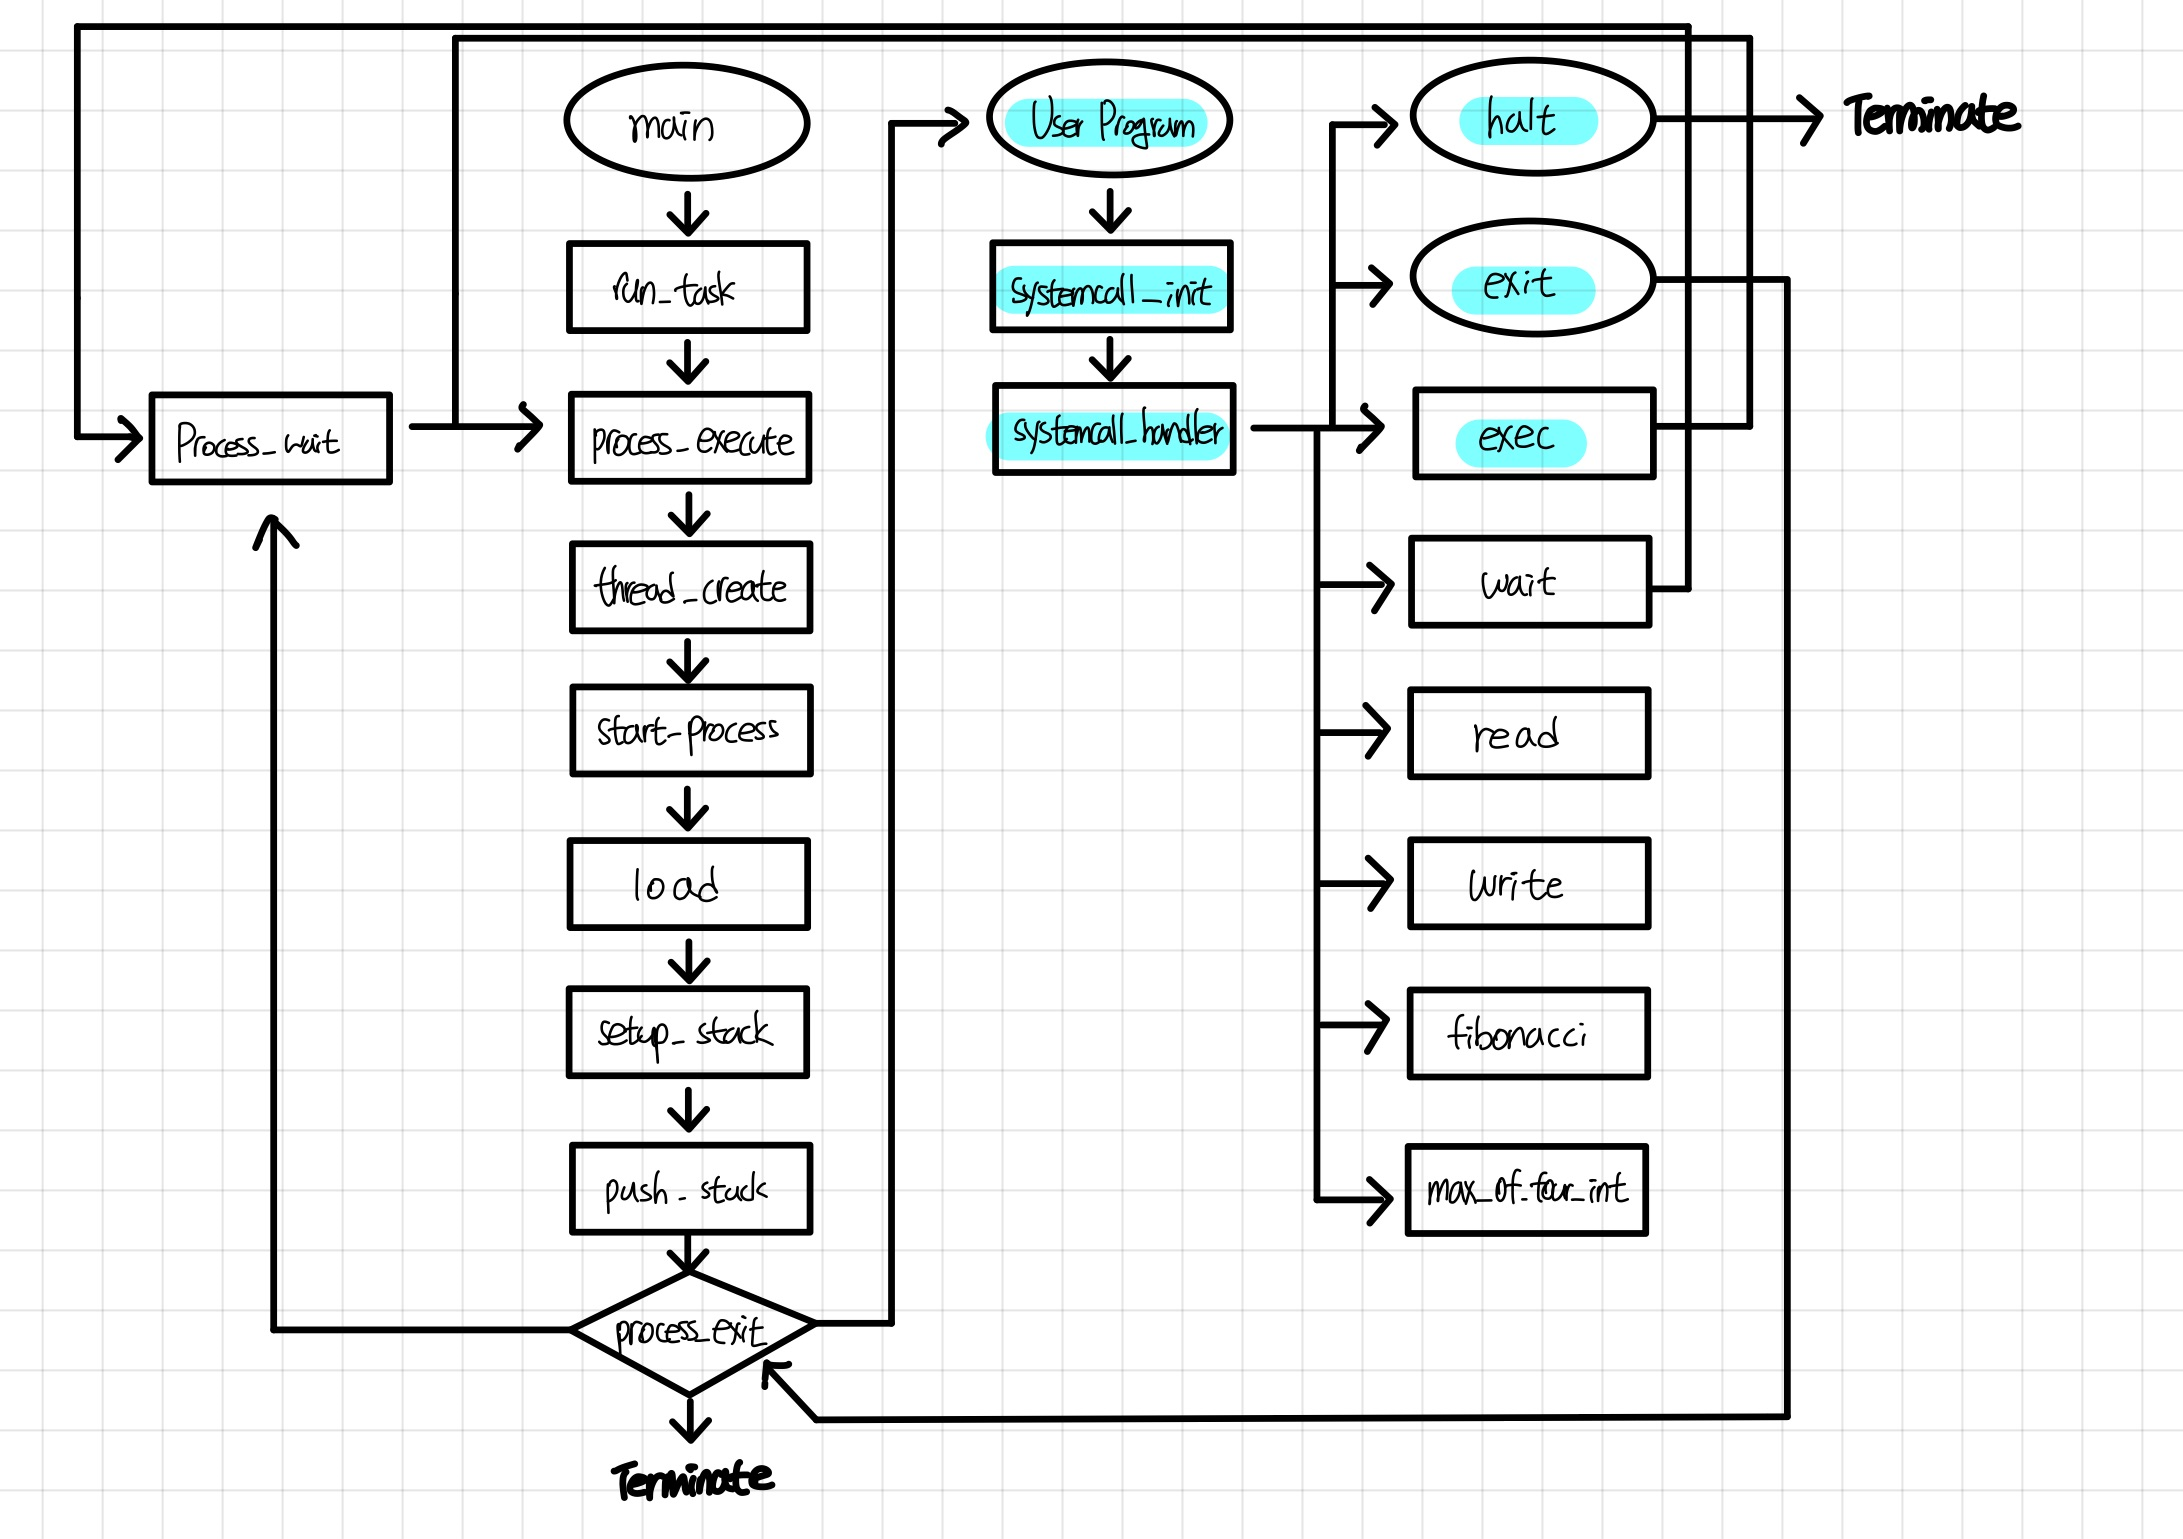 main
run_task
Process_wait
process_execute
thread_create
start_process
load
setup_stack
push_stack
process_exit
Terminate
User Program
systemcall_init
systemcall_handler
halt
Terminate
exit
exec
wait
read
write
fibonacci
max_of_four_int